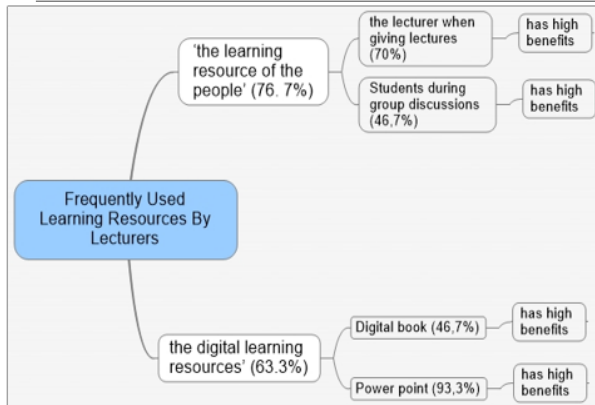 Frequently Used
Learning Resources By
Lecturers
'the learning
resource of the
people' (76. 7%)
the lecturer when
giving lectures
(70%)
has high
benefits
Students during
group discussions
(46,7%)
has high
benefits
the digital learning
resources' (63.3%)
Digital book (46,7%)
has high
benefits
Power point (93,3%)
has high
benefits